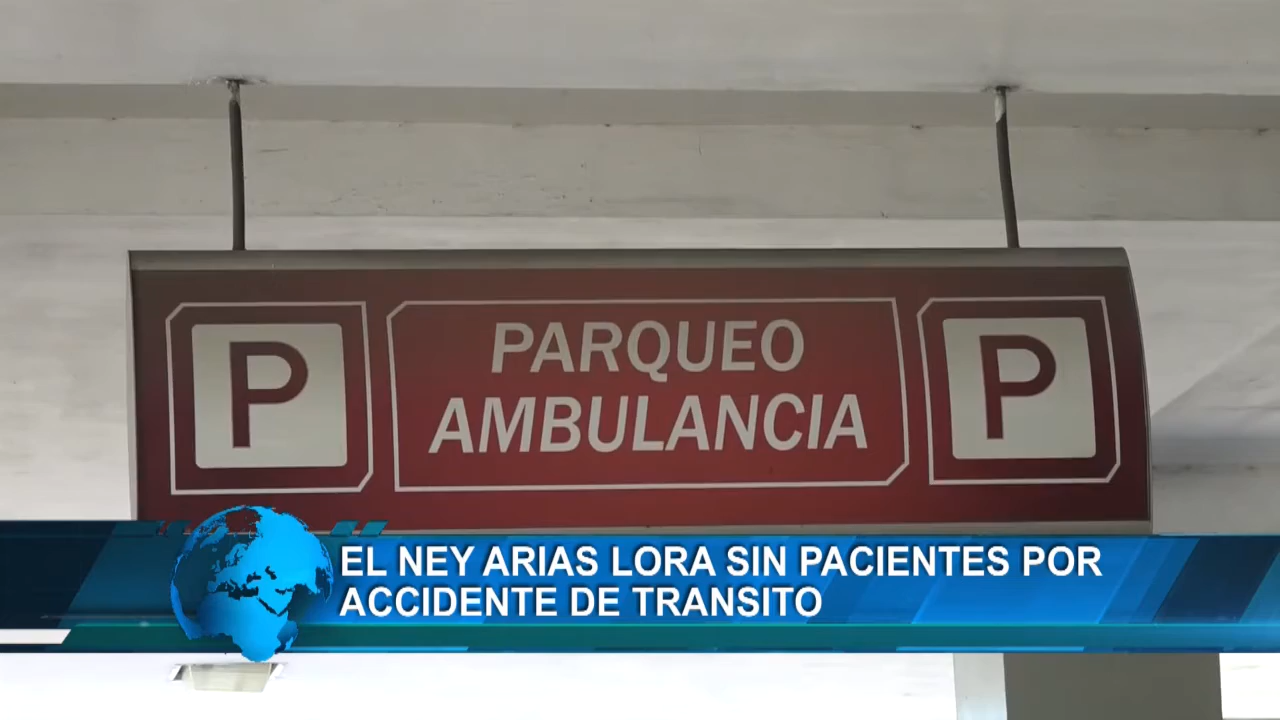 P
PARQUEO
AMBULANCIA
P
EL NEY ARIAS LORA SIN PACIENTES POR
ACCIDENTE DE TRANSITO